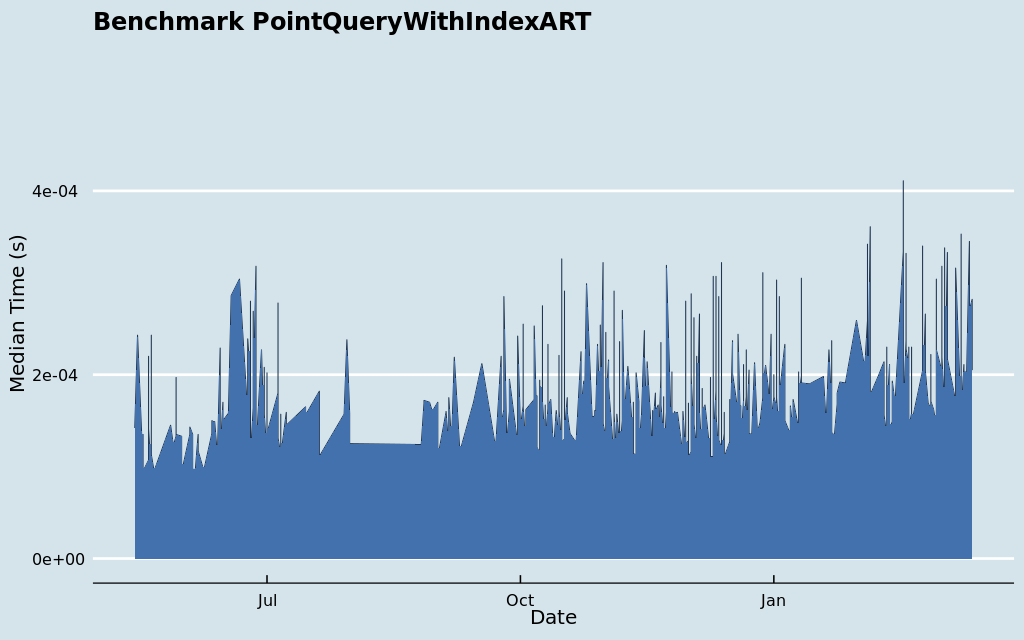 Benchmark PointQueryWithIndexART
Median Time (s)
4e-04
2e-04
0e+00
Jul
Oct
Jan
Date